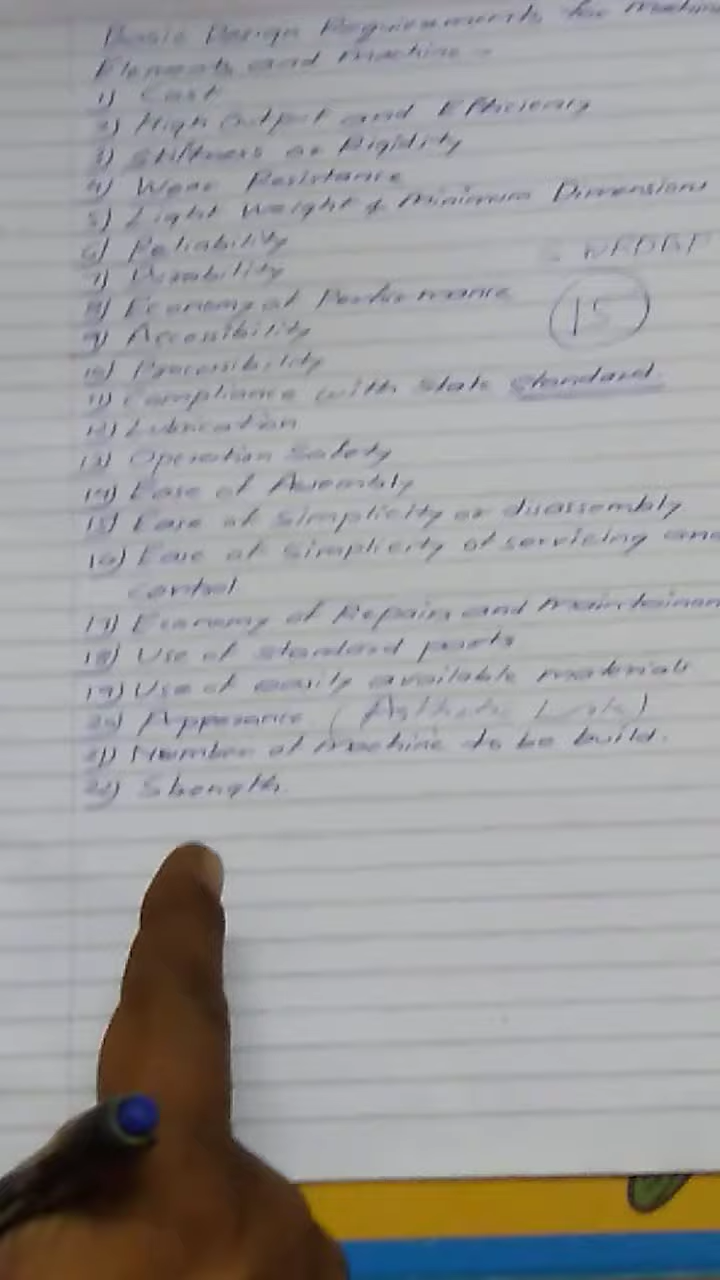 Basic Design Requirements for Machine
Elements and Machine :-
1) Cost
2) High Output and Efficiency
3) Stiffness or Rigidity
4) Wear Resistance
5) Light Weight & Minimum Dimensions
6) Reliability
7) Durability
8) Economy of Performance
15
9) Accessibility
10) Processibility
11) Compliance with State Standard
12) Lubrication
13) Operation Safety
14) Ease of Assembly
15) Ease of Simplicity or disassembly
16) Ease of Simplicity of servicing and
control
17) Economy of Repair and
18) Use of standard parts
19) Use of easily available materials
20) Apperance
21) Number of machine to be build.
22) Strength